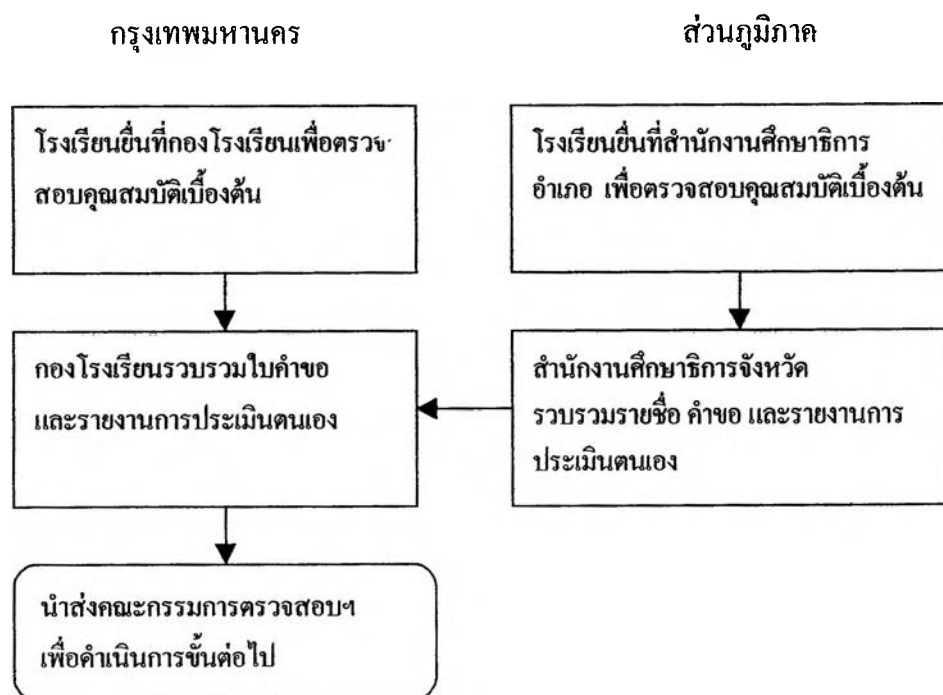 กรุงเทพมหานคร
ส่วนภูมิภาค
โรงเรียนยื่นที่กองโรงเรียนเพื่อตรวจ
สอบคุณสมบัติเบื้องต้น
โรงเรียนยื่นที่สำนักงานศึกษาธิการ
อำเภอ เพื่อตรวจสอบคุณสมบัติเบื้องต้น
กองโรงเรียนรวบรวมใบคำขอ
และรายงานการประเมินตนเอง
สำนักงานศึกษาธิการจังหวัด
รวบรวมรายชื่อ คำขอ และรายงานการ
ประเมินตนเอง
นำส่งคณะกรรมการตรวจสอบฯ
เพื่อดำเนินการขั้นต่อไป